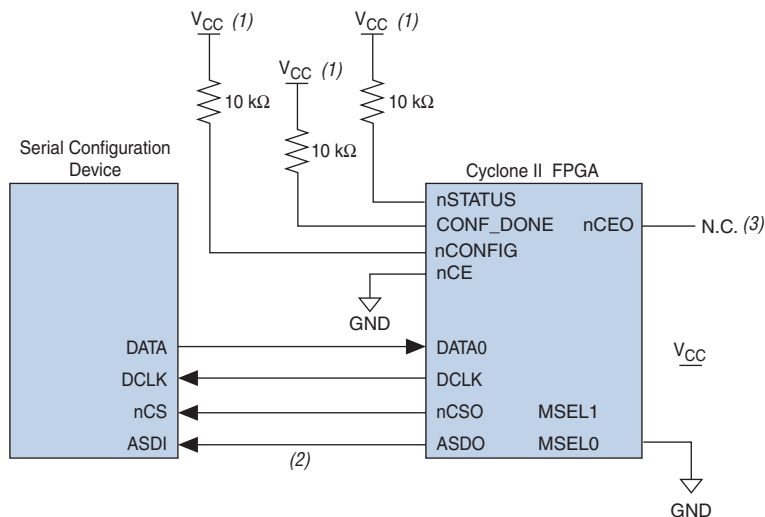 VCC (1)
VCC (1)
VCC (1)
10 kΩ
10 kΩ
10 kΩ
Serial Configuration
Device
Cyclone II FPGA
nSTATUS
CONF_DONE
nCEO
N.C. (3)
nCONFIG
nCE
GND
DATA
DATA0
VCC
DCLK
DCLK
nCS
nCSO
MSEL1
ASDI
(2)
ASDO
MSEL0
GND